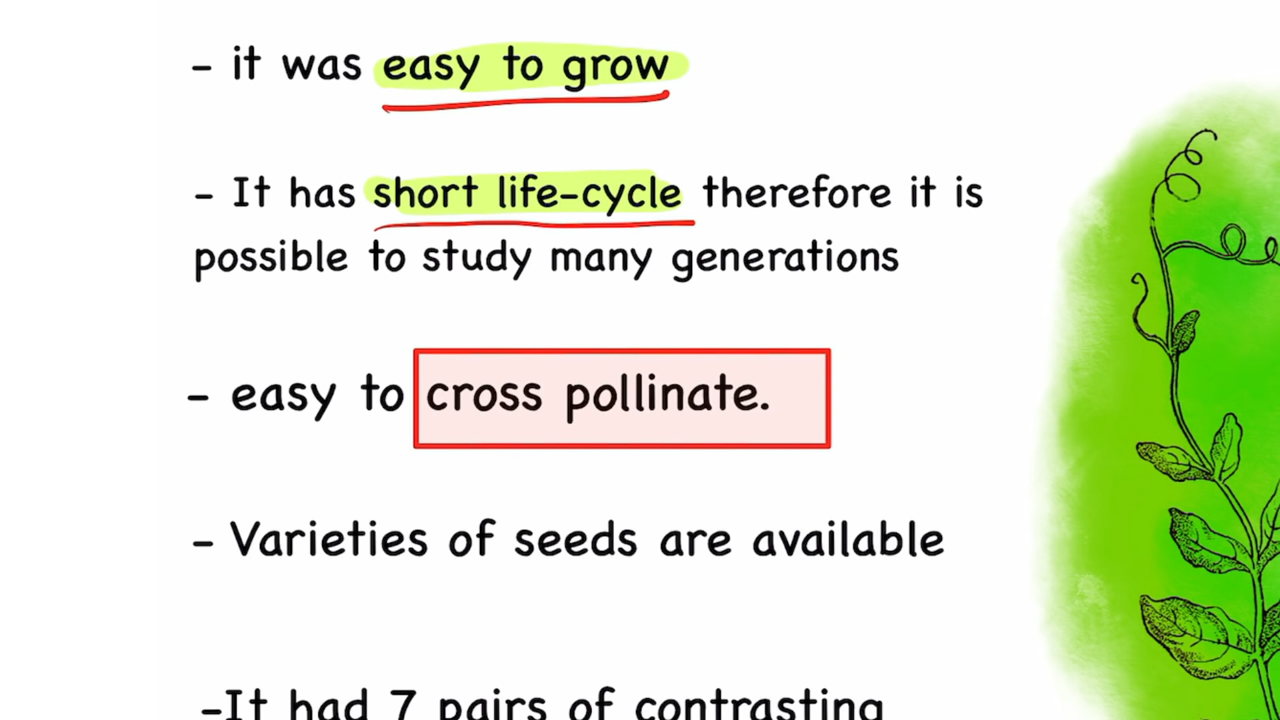 - it was easy to grow
- It has short life-cycle therefore it is
possible to study many generations
- easy to cross pollinate.
- Varieties of seeds are available
-It had 7 pairs of contrasting